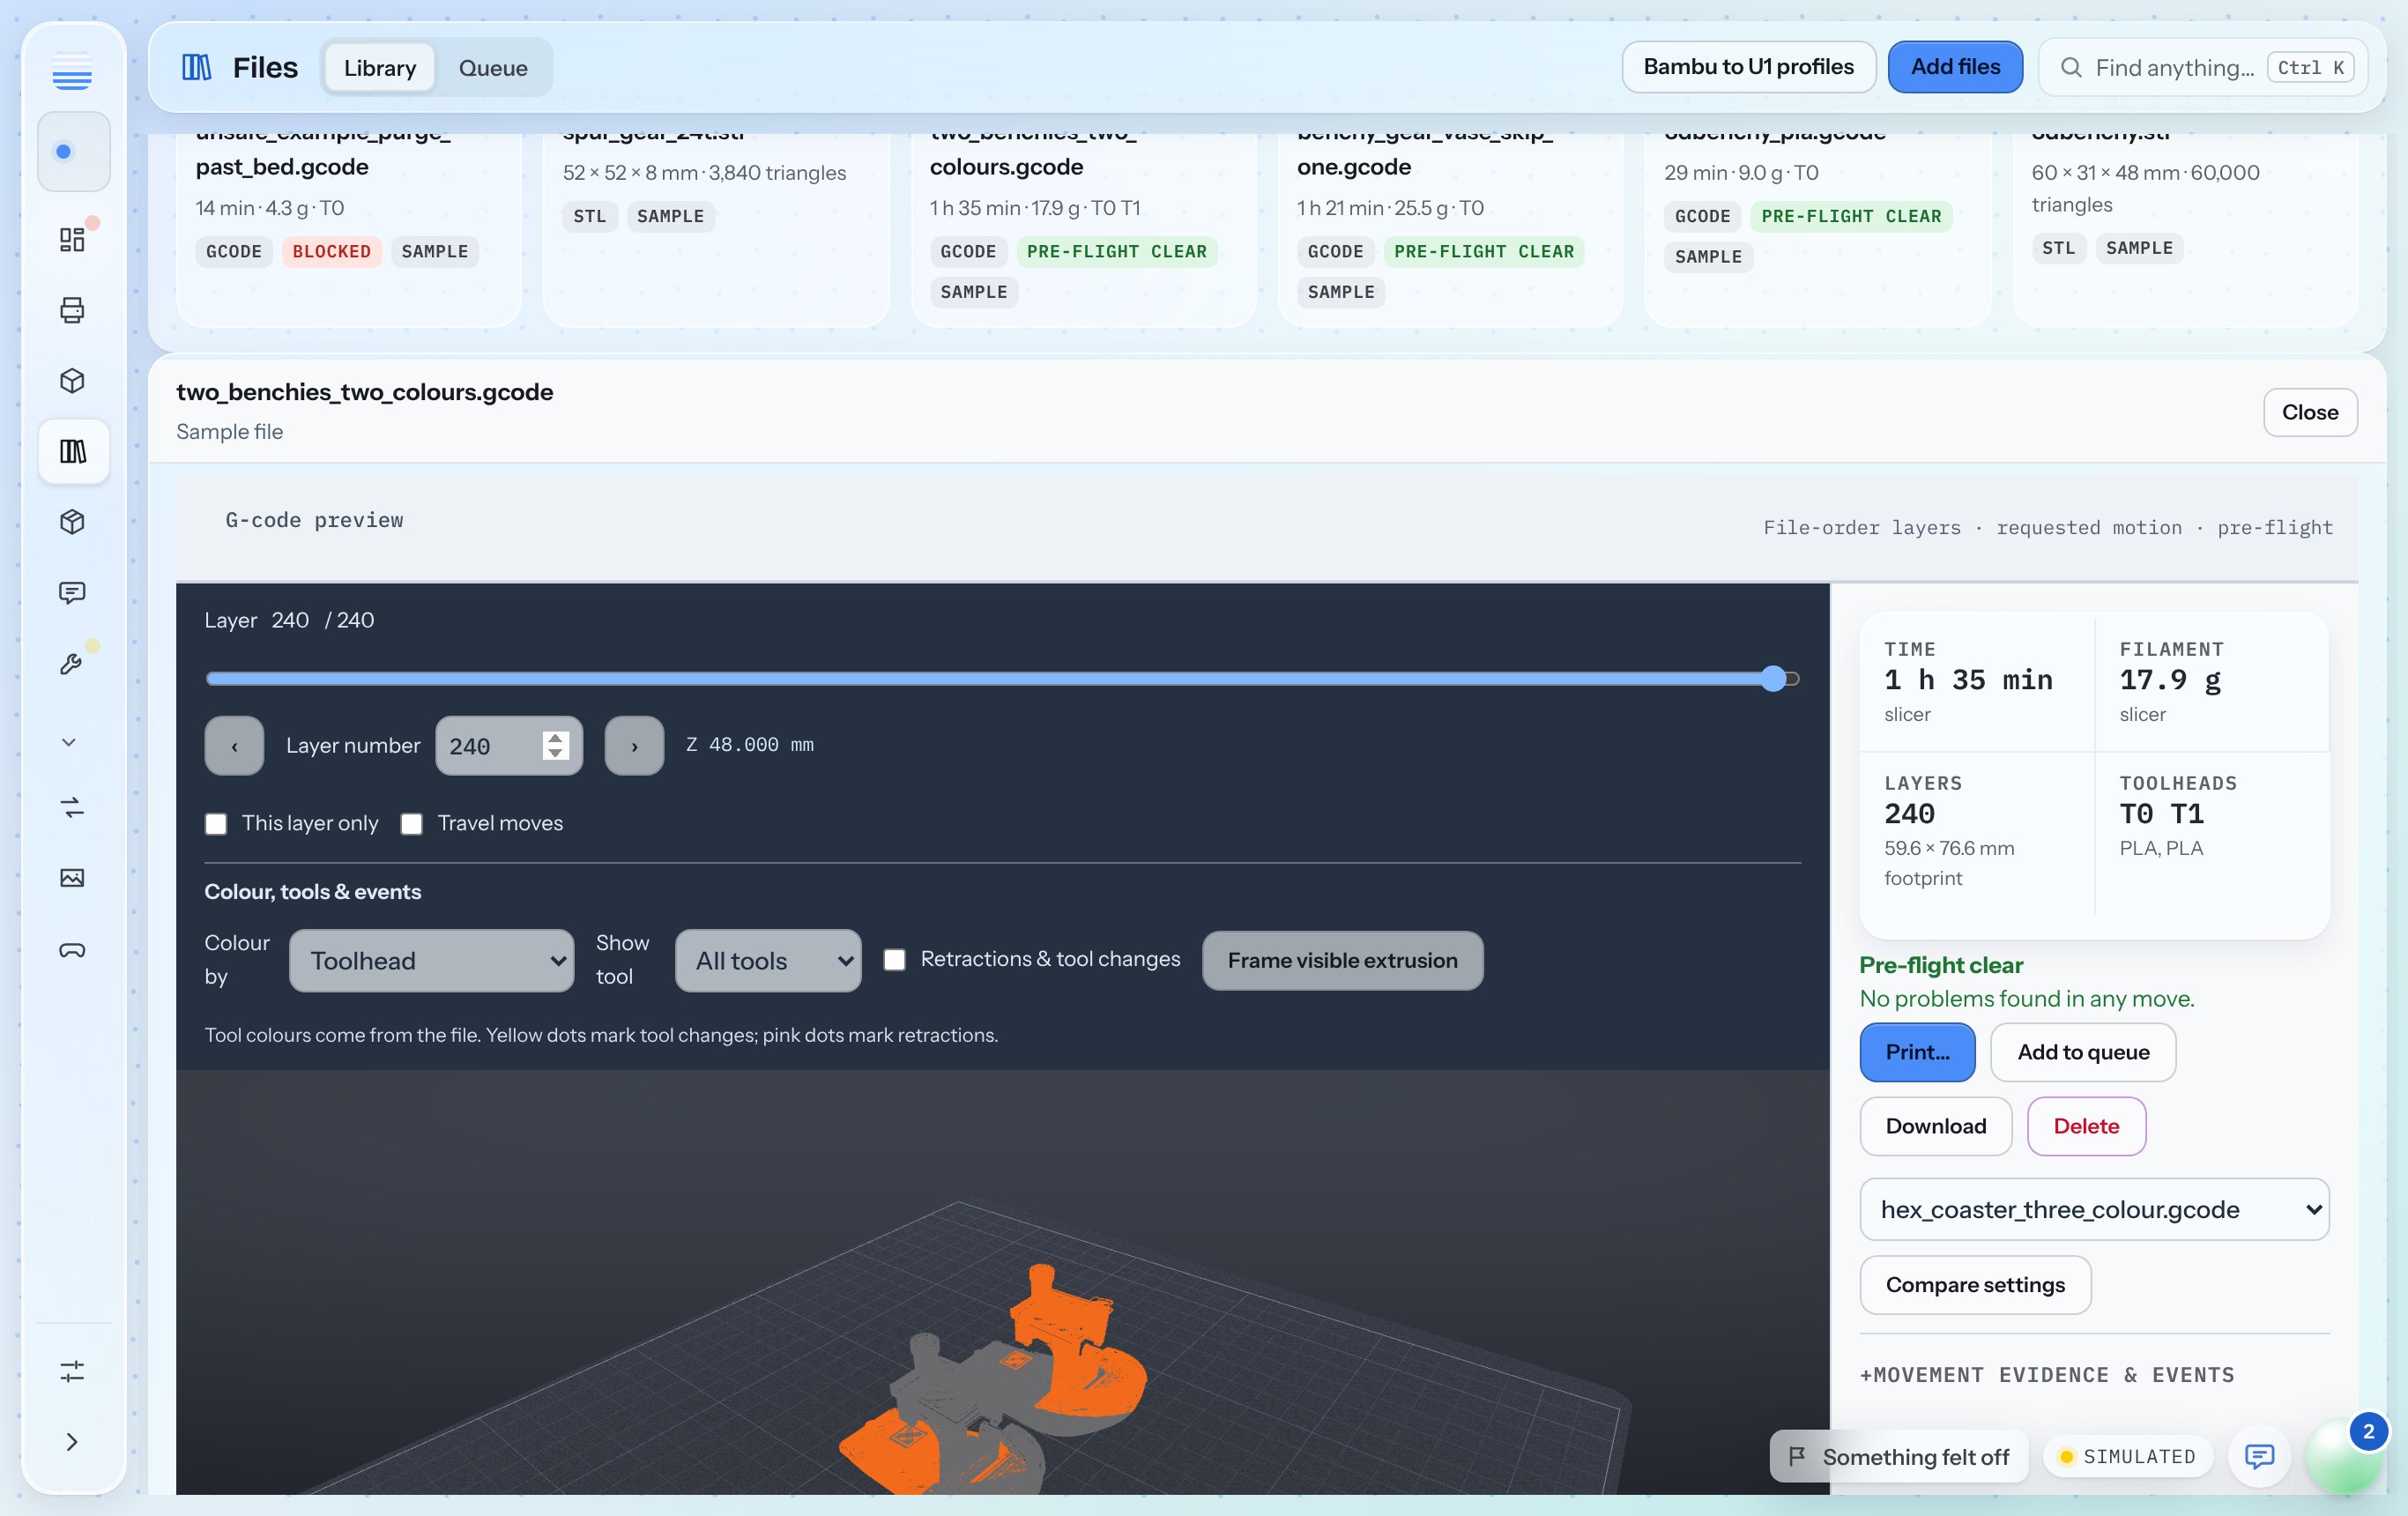 Files
Library
Queue
Bambu to U1 profiles
Add files
Find anything...
Ctrl K
unsafe_example_purge_
past_bed.gcode
14 min · 4.3 g · T0
GCODE
BLOCKED
SAMPLE
spur_gear_24t.stl
52 × 52 × 8 mm · 3,840 triangles
STL
SAMPLE
two_benchies_two_
colours.gcode
1 h 35 min · 17.9 g · T0 T1
GCODE
PRE-FLIGHT CLEAR
SAMPLE
benchy_gear_vase_skip_
one.gcode
1 h 21 min · 25.5 g · T0
GCODE
PRE-FLIGHT CLEAR
SAMPLE
3dbenchy_pla.gcode
29 min · 9.0 g · T0
GCODE
PRE-FLIGHT CLEAR
SAMPLE
3dbenchy.stl
60 × 31 × 48 mm · 60,000
triangles
STL
SAMPLE
two_benchies_two_colours.gcode
Sample file
Close
G-code preview
File-order layers · requested motion · pre-flight
Layer 240 / 240
‹
Layer number
240
›
Z 48.000 mm
This layer only
Travel moves
Colour, tools & events
Colour
by
Toolhead
Show
tool
All tools
Retractions & tool changes
Frame visible extrusion
Tool colours come from the file. Yellow dots mark tool changes; pink dots mark retractions.
TIME
1 h 35 min
slicer
FILAMENT
17.9 g
slicer
LAYERS
240
59.6 × 76.6 mm
footprint
TOOLHEADS
T0 T1
PLA, PLA
Pre-flight clear
No problems found in any move.
Print...
Add to queue
Download
Delete
hex_coaster_three_colour.gcode
Compare settings
+MOVEMENT EVIDENCE & EVENTS
Something felt off
SIMULATED
2